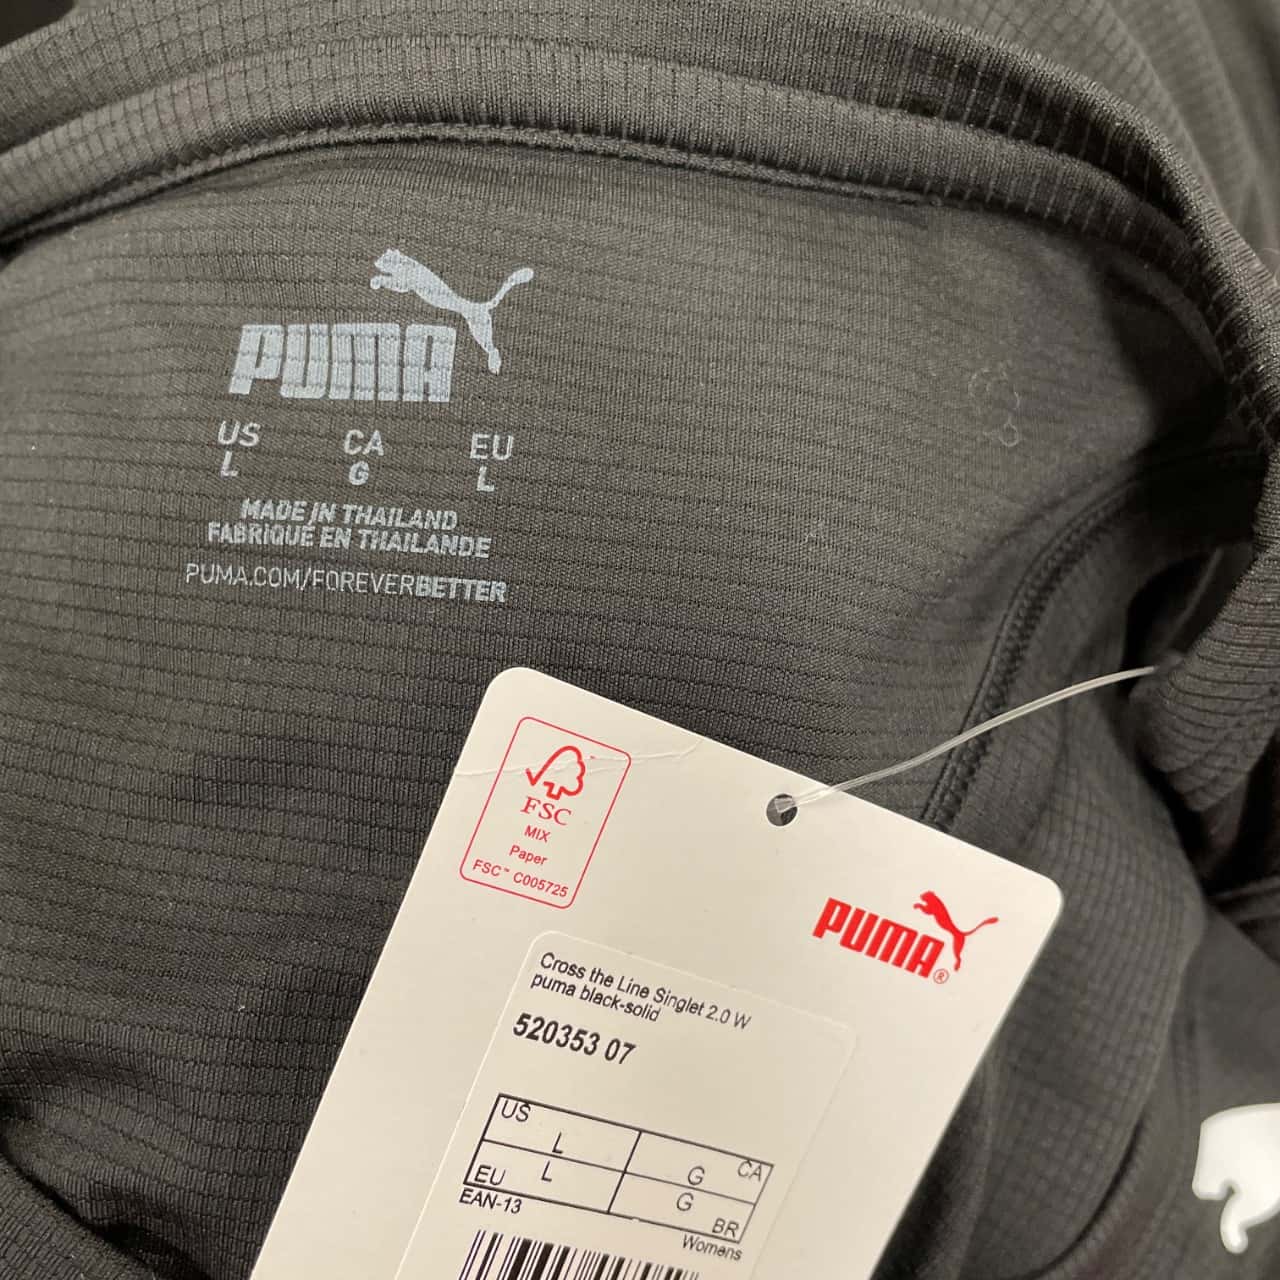 PUMA
US CA EU
L G L
MADE IN THAILAND
FABRIQUÉ EN THAILANDE
PUMA.COM/FOREVERBETTER
FSC
MIX
Paper
FSC™ C005725
PUMA®
Cross the Line Singlet 2.0 W
puma black-solid
520353 07
US L G CA
EU L G BR
EAN-13
Womens